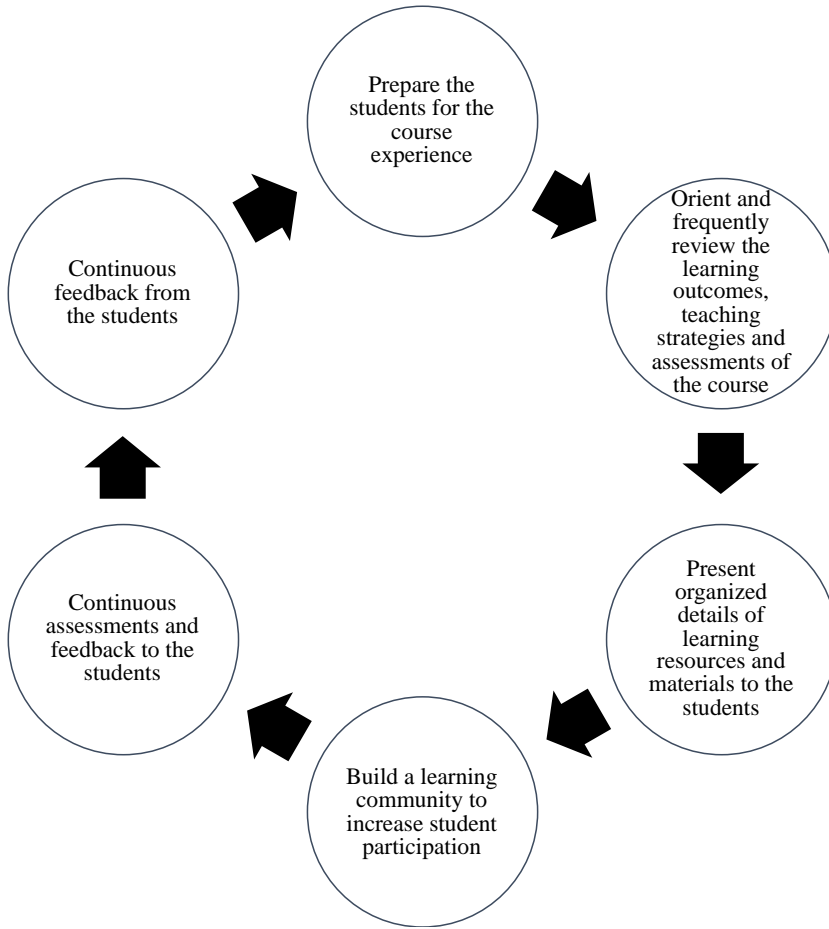 Prepare the
students for the
course
experience
Orient and
frequently
review the
learning
outcomes,
teaching
strategies and
assessments of
the course
Present
organized
details of
learning
resources and
materials to the
students
Build a learning
community to
increase student
participation
Continuous
assessments and
feedback to the
students
Continuous
feedback from
the students